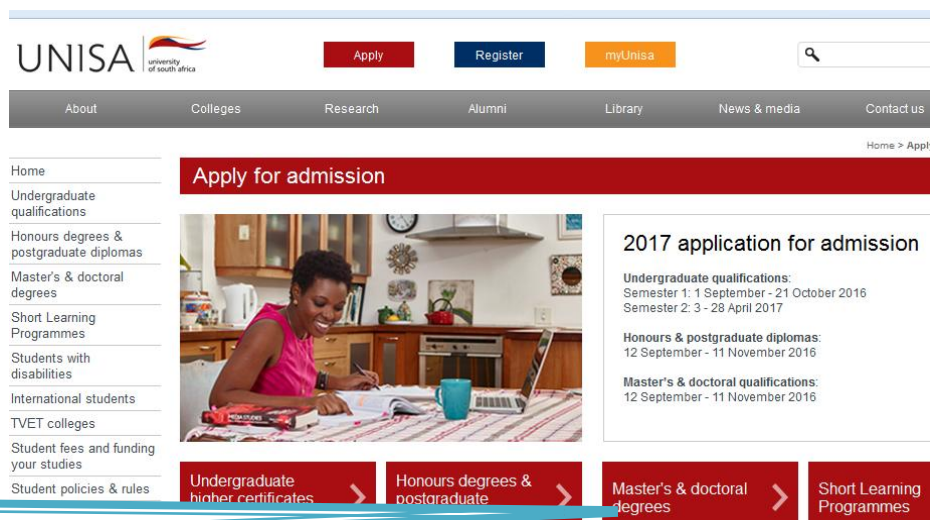 UNISA
university
of south africa
Apply
Register
myUnisa
About
Colleges
Research
Alumni
Library
News & media
Contact us
Home > Apply
Home
Undergraduate
qualifications
Honours degrees &
postgraduate diplomas
Master's & doctoral
degrees
Short Learning
Programmes
Students with
disabilities
International students
TVET colleges
Student fees and funding
your studies
Student policies & rules
Apply for admission
MEDIA STUDIES
2017 application for admission
Undergraduate qualifications:
Semester 1: 1 September - 21 October 2016
Semester 2: 3 - 28 April 2017
Honours & postgraduate diplomas:
12 September - 11 November 2016
Master's & doctoral qualifications:
12 September - 11 November 2016
Undergraduate
higher certificates
Honours degrees &
postgraduate
Master's & doctoral
degrees
Short Learning
Programmes